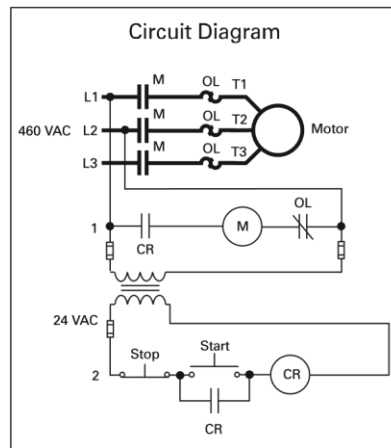 Circuit Diagram
M OL T1
L1
M OL T2
460 VAC L2 Motor
M OL T3
L3
OL
1 M
CR
24 VAC
Stop Start
2 CR
CR